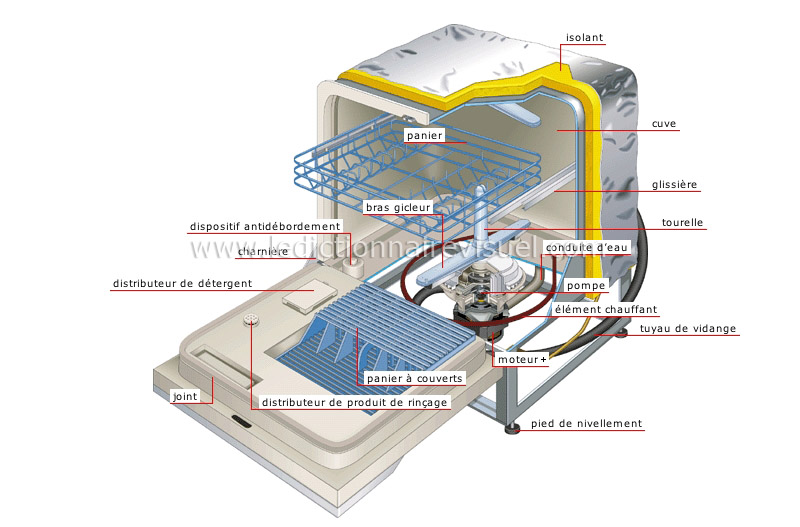 isolant
cuve
panier
glissière
bras gicleur
tourelle
dispositif antidébordement
www.ledictionnairevisuel.com
conduite d'eau
charnière
distributeur de détergent
pompe
élément chauffant
tuyau de vidange
moteur+
panier à couverts
joint
distributeur de produit de rinçage
pied de nivellement